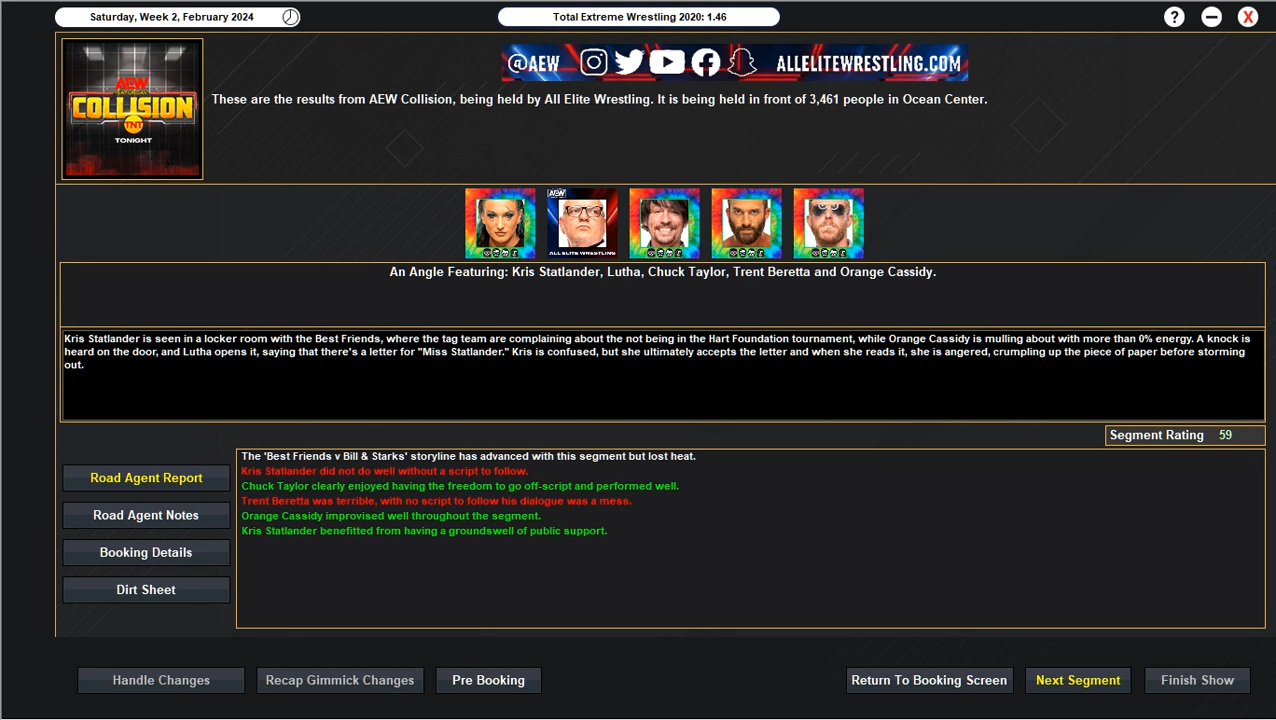 Saturday, Week 2, February 2024
Total Extreme Wrestling 2020: 1.46
?
X
@AEW
ALLELITEWRESTLING.COM
AEW
COLLISION
TNT
TONIGHT
These are the results from AEW Collision, being held by All Elite Wrestling. It is being held in front of 3,461 people in Ocean Center.
AEW
ALL ELITE WRESTLING
An Angle Featuring: Kris Statlander, Lutha, Chuck Taylor, Trent Beretta and Orange Cassidy.
Kris Statlander is seen in a locker room with the Best Friends, where the tag team are complaining about the not being in the Hart Foundation tournament, while Orange Cassidy is mulling about with more than 0% energy. A knock is
heard on the door, and Lutha opens it, saying that there's a letter for "Miss Statlander." Kris is confused, but she ultimately accepts the letter and when she reads it, she is angered, crumpling up the piece of paper before storming
out.
Segment Rating 59
The 'Best Friends v Bill & Starks' storyline has advanced with this segment but lost heat.
Kris Statlander did not do well without a script to follow.
Chuck Taylor clearly enjoyed having the freedom to go off-script and performed well.
Trent Beretta was terrible, with no script to follow his dialogue was a mess.
Orange Cassidy improvised well throughout the segment.
Kris Statlander benefitted from having a groundswell of public support.
Road Agent Report
Road Agent Notes
Booking Details
Dirt Sheet
Handle Changes
Recap Gimmick Changes
Pre Booking
Return To Booking Screen
Next Segment
Finish Show